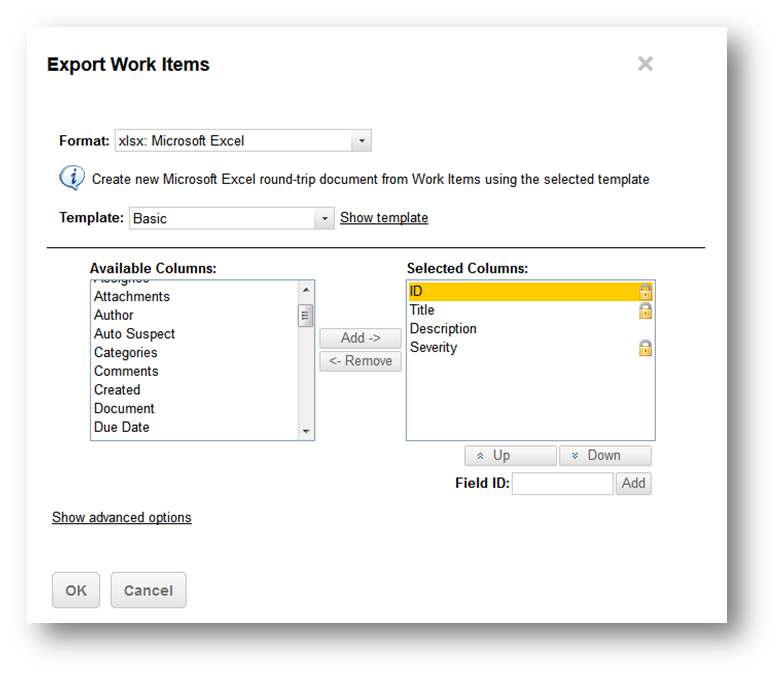 Export Work Items
Format: xlsx: Microsoft Excel
Create new Microsoft Excel round-trip document from Work Items using the selected template
Template: Basic Show template
Available Columns: Selected Columns:
Attachments
Author
Auto Suspect
Categories
Comments
Created
Document
Due Date
Add ->
<- Remove
ID
Title
Description
Severity
Up Down
Field ID: Add
Show advanced options
OK Cancel